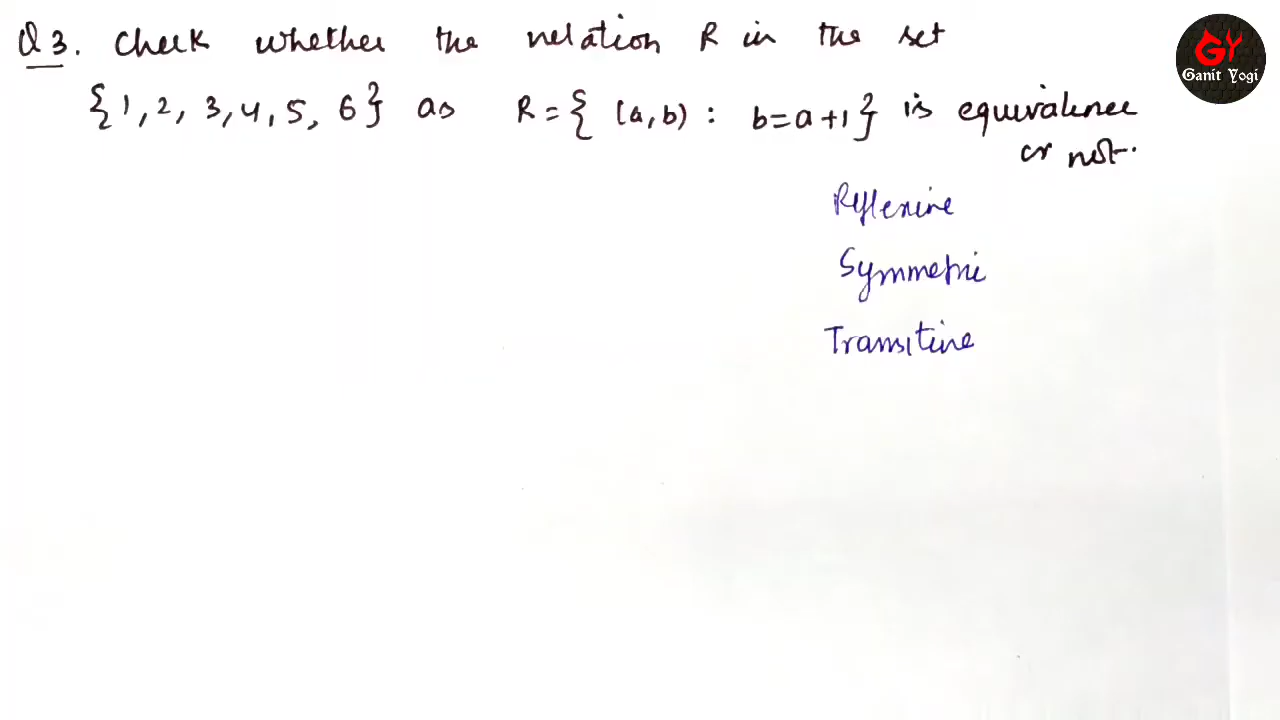 Q 3. Check whether the relation R in the set
{1, 2, 3, 4, 5, 6} as R = { (a, b) : b = a + 1 } is equivalence
or not.
Reflexive
Symmetric
Transitive
GY
Ganit Yogi